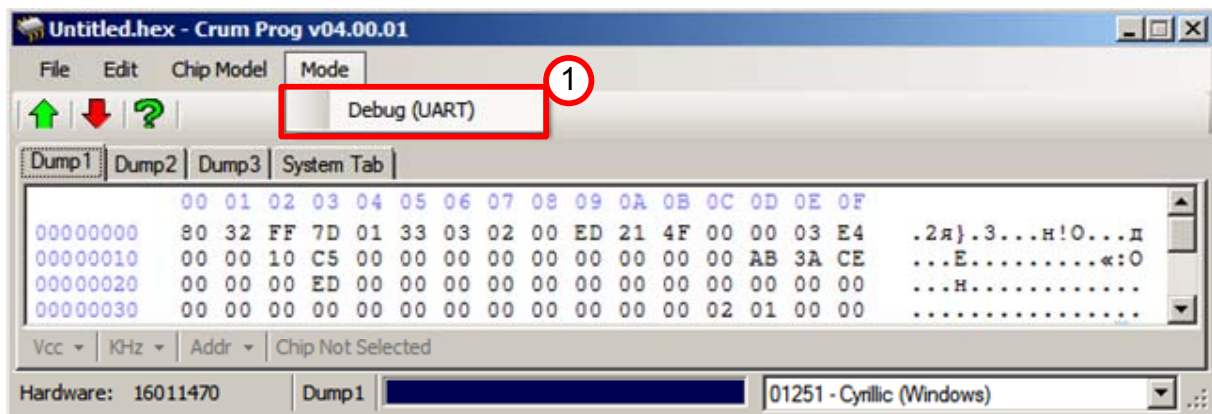 Untitled.hex - Crum Prog v04.00.01
File Edit Chip Model Mode
1
Debug (UART)
Dump1 Dump2 Dump3 System Tab
00 01 02 03 04 05 06 07 08 09 0A 0B 0C 0D 0E 0F
00000000 80 32 FF 7D 01 33 03 02 00 ED 21 4F 00 00 03 E4 .2я}.3...н!O...д
00000010 00 00 10 C5 00 00 00 00 00 00 00 00 00 AB 3A CE ...Е.........«:О
00000020 00 00 00 ED 00 00 00 00 00 00 00 00 00 00 00 00 ...н............
00000030 00 00 00 00 00 00 00 00 00 00 00 00 02 01 00 00 ................
Vcc KHz Addr Chip Not Selected
Hardware: 16011470 Dump1 01251 - Cyrillic (Windows)